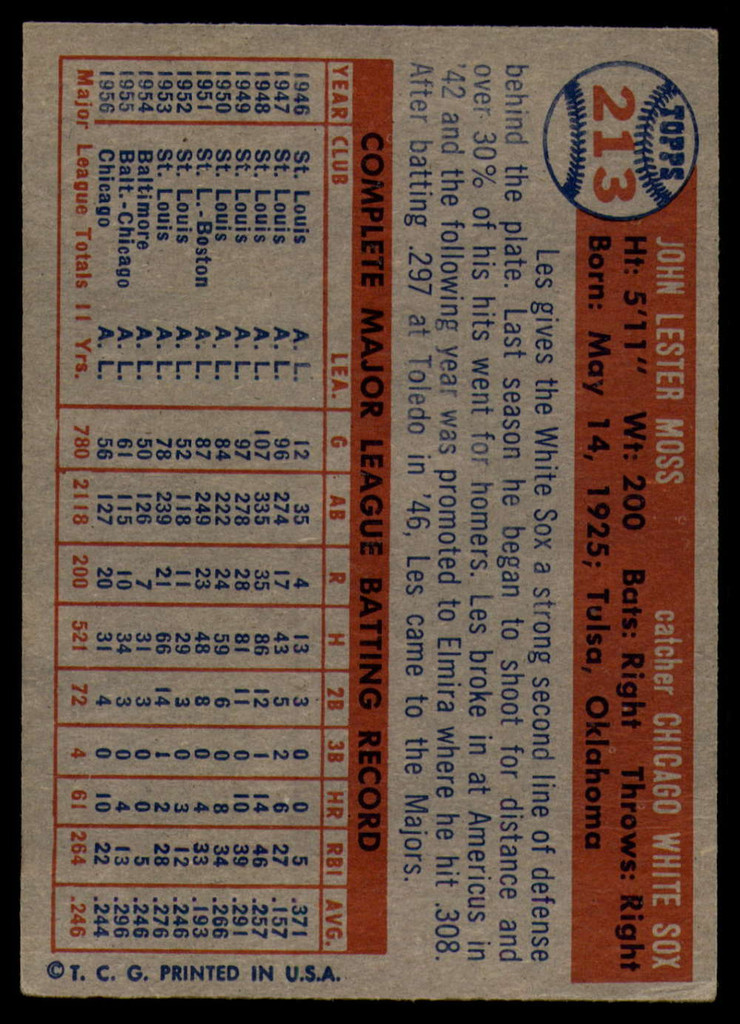 TOPPS
213
JOHN LESTER MOSS catcher CHICAGO WHITE SOX
Ht: 5'11" Wt: 200 Bats: Right Throws: Right
Born: May 14, 1925; Tulsa, Oklahoma
Les gives the White Sox a strong second line of defense
behind the plate. Last season he began to shoot for distance and
over 30% of his hits went for homers. Les broke in at Americus in
'42 and the following year was promoted to Elmira where he hit .308.
After batting .297 at Toledo in '46, Les came to the Majors.
COMPLETE MAJOR LEAGUE BATTING RECORD
YEAR CLUB LEA. G AB R H 2B 3B HR RBI AVG.
1946 St. Louis A. L. 12 35 4 13 3 0 0 5 .371
1947 St. Louis A. L. 96 274 17 43 5 2 6 27 .157
1948 St. Louis A. L. 107 335 35 86 12 1 14 46 .257
1949 St. Louis A. L. 97 278 28 81 11 0 10 39 .291
1950 St. Louis A. L. 84 222 24 59 6 0 8 34 .266
1951 St. L.-Boston A. L. 87 249 23 48 8 0 4 33 .193
1952 St. Louis A. L. 52 118 11 29 3 0 3 12 .246
1953 St. Louis A. L. 78 239 21 66 14 1 2 28 .276
1954 Baltimore A. L. 50 126 7 31 3 0 0 5 .246
1955 Balt.-Chicago A. L. 61 115 10 34 3 0 4 13 .296
1956 Chicago A. L. 56 127 20 31 4 0 10 22 .244
Major League Totals 11 Yrs. 780 2118 200 521 72 4 61 264 .246
© T. C. G. PRINTED IN U.S.A.